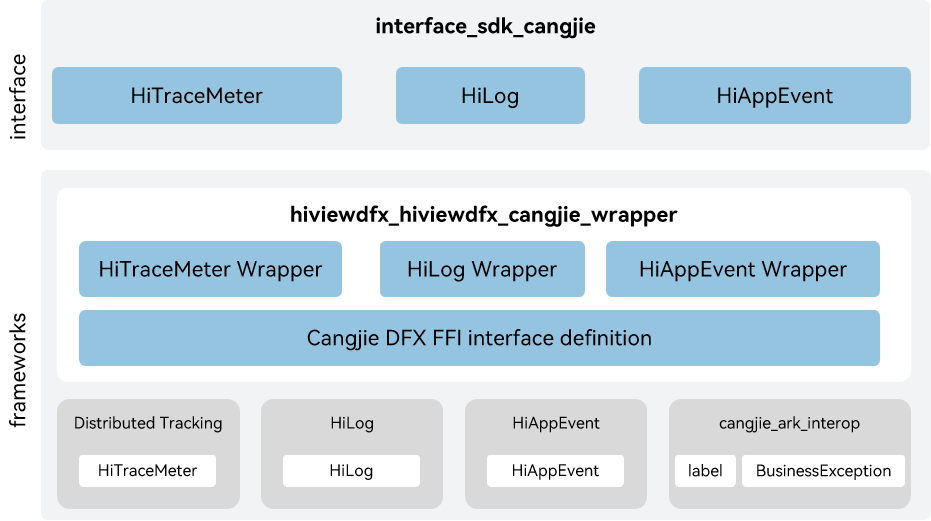 interface_sdk_cangjie
interface
HiTraceMeter
HiLog
HiAppEvent
hiviewdfx_hiviewdfx_cangjie_wrapper
frameworks
HiTraceMeter Wrapper
HiLog Wrapper
HiAppEvent Wrapper
Cangjie DFX FFI interface definition
Distributed Tracking
HiTraceMeter
HiLog
HiLog
HiAppEvent
HiAppEvent
cangjie_ark_interop
label
BusinessException